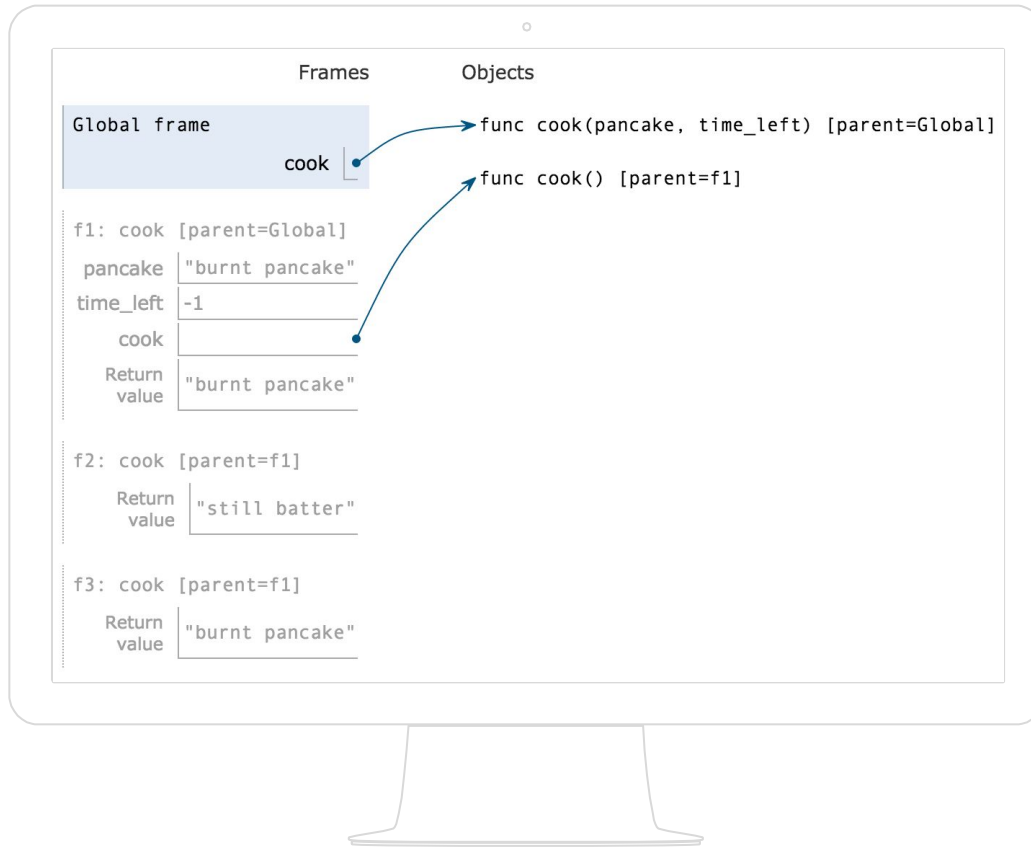 Frames Objects
Global frame
cook
func cook(pancake, time_left) [parent=Global]
func cook() [parent=f1]
f1: cook [parent=Global]
pancake "burnt pancake"
time_left -1
cook
Return
value "burnt pancake"
f2: cook [parent=f1]
Return
value "still batter"
f3: cook [parent=f1]
Return
value "burnt pancake"